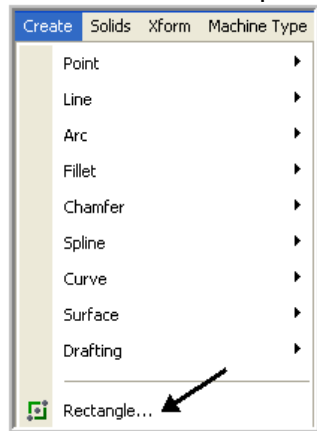 Create Solids Xform Machine Type
Point
Line
Arc
Fillet
Chamfer
Spline
Curve
Surface
Drafting
Rectangle...